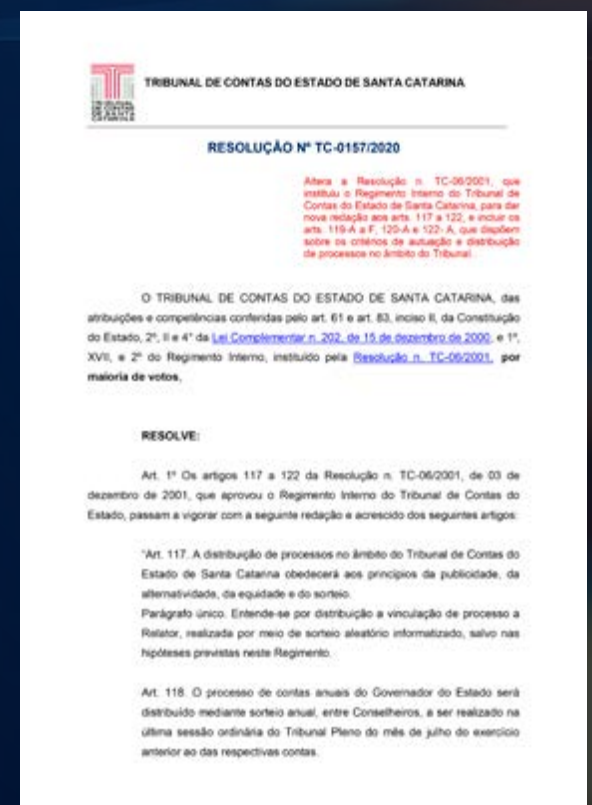 TRIBUNAL DE CONTAS DO ESTADO DE SANTA CATARINA
TRIBUNAL
DE CONTAS
DE SANTA
CATARINA
RESOLUÇÃO Nº TC-0157/2020
Altera a Resolução n. TC-06/2001, que
instituiu o Regimento Interno do Tribunal de
Contas do Estado de Santa Catarina, para dar
nova redação aos arts. 117 a 122, e incluir os
arts. 119-A a F, 120-A e 122- A, que dispõem
sobre os critérios de autuação e distribuição
de processos no âmbito do Tribunal.
O TRIBUNAL DE CONTAS DO ESTADO DE SANTA CATARINA, das
atribuições e competências conferidas pelo art. 61 e art. 83, inciso II, da Constituição
do Estado, 2º, II e 4° da Lei Complementar n. 202, de 15 de dezembro de 2000, e 1º,
XVII, e 2º do Regimento Interno, instituído pela Resolução n. TC-06/2001, por
maioria de votos,
RESOLVE:
Art. 1º Os artigos 117 a 122 da Resolução n. TC-06/2001, de 03 de
dezembro de 2001, que aprovou o Regimento Interno do Tribunal de Contas do
Estado, passam a vigorar com a seguinte redação e acrescido dos seguintes artigos:
"Art. 117. A distribuição de processos no âmbito do Tribunal de Contas do
Estado de Santa Catarina obedecerá aos princípios da publicidade, da
alternatividade, da equidade e do sorteio.
Parágrafo único. Entende-se por distribuição a vinculação de processo a
Relator, realizada por meio de sorteio aleatório informatizado, salvo nas
hipóteses previstas neste Regimento.
Art. 118. O processo de contas anuais do Governador do Estado será
distribuído mediante sorteio anual, entre Conselheiros, a ser realizado na
última sessão ordinária do Tribunal Pleno do mês de julho do exercício
anterior ao das respectivas contas.